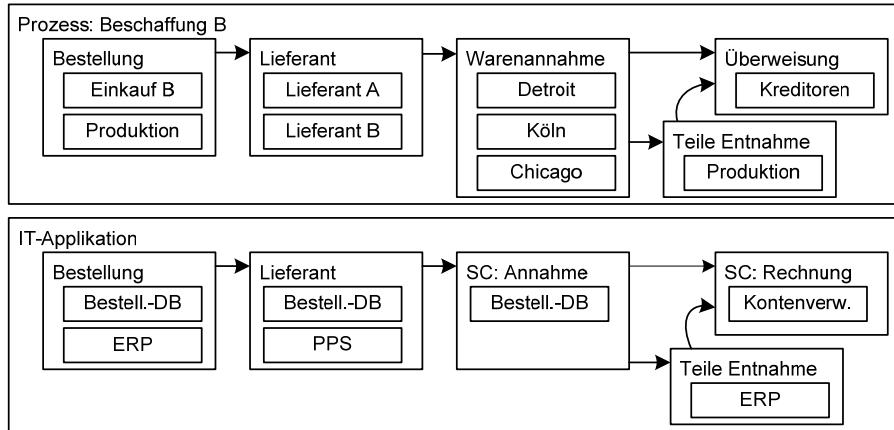 Prozess: Beschaffung B
Bestellung
Einkauf B
Produktion
Lieferant
Lieferant A
Lieferant B
Warenannahme
Detroit
Köln
Chicago
Überweisung
Kreditoren
Teile Entnahme
Produktion
IT-Applikation
Bestellung
Bestell.-DB
ERP
Lieferant
Bestell.-DB
PPS
SC: Annahme
Bestell.-DB
SC: Rechnung
Kontenverw.
Teile Entnahme
ERP